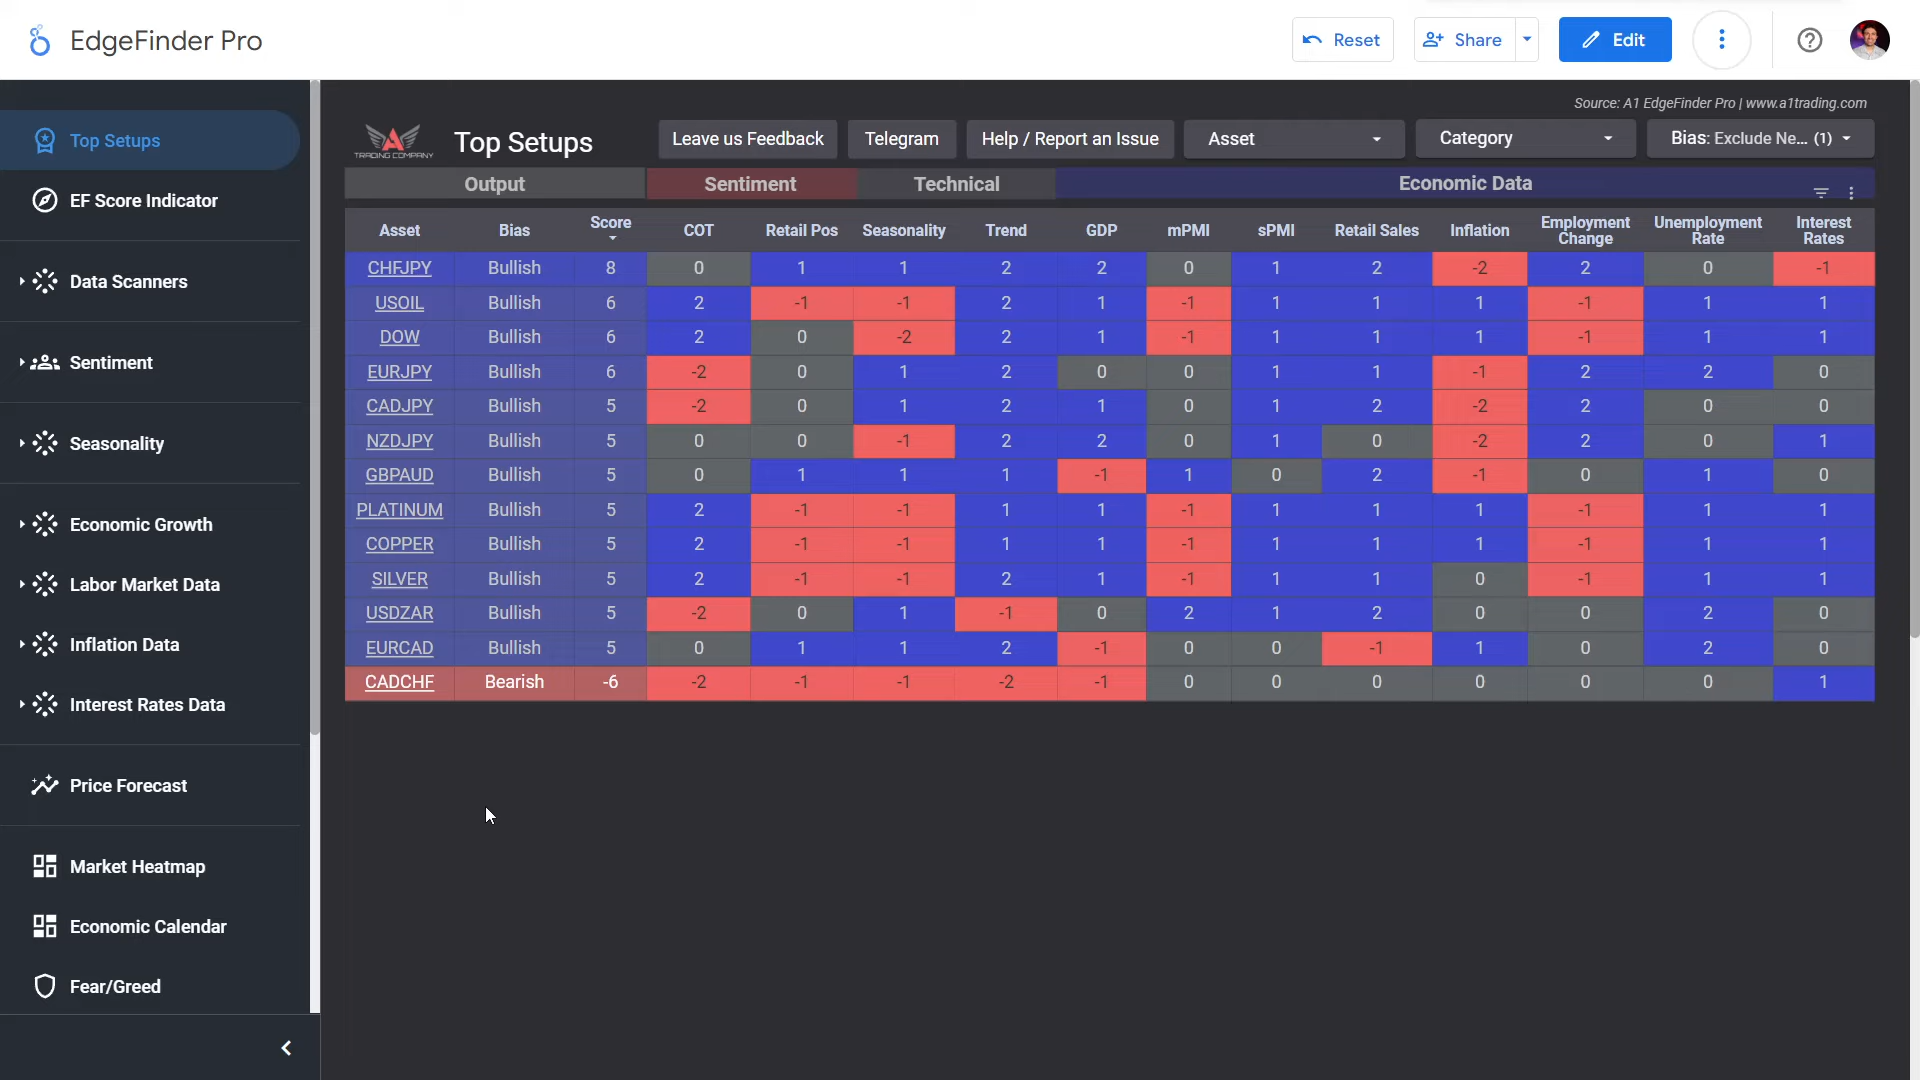 EdgeFinder Pro
Reset
Share
Edit
Top Setups
EF Score Indicator
Data Scanners
Sentiment
Seasonality
Economic Growth
Labor Market Data
Inflation Data
Interest Rates Data
Price Forecast
Market Heatmap
Economic Calendar
Fear/Greed
Source: A1 EdgeFinder Pro | www.a1trading.com
A
TRADING COMPANY
Top Setups
Leave us Feedback
Telegram
Help / Report an Issue
Asset
Category
Bias: Exclude Ne... (1)
Output Sentiment Technical Economic Data
Asset Bias Score COT Retail Pos Seasonality Trend GDP mPMI sPMI Retail Sales Inflation Employment Change Unemployment Rate Interest Rates
CHFJPY Bullish 8 0 1 1 2 2 0 1 2 -2 2 0 -1
USOIL Bullish 6 2 -1 -1 2 1 -1 1 1 1 -1 1 1
DOW Bullish 6 2 0 -2 2 1 -1 1 1 1 -1 1 1
EURJPY Bullish 6 -2 0 1 2 0 0 1 1 -1 2 2 0
CADJPY Bullish 5 -2 0 1 2 1 0 1 2 -2 2 0 0
NZDJPY Bullish 5 0 0 -1 2 2 0 1 0 -2 2 0 1
GBPAUD Bullish 5 0 1 1 1 -1 1 0 2 -1 0 1 0
PLATINUM Bullish 5 2 -1 -1 1 1 -1 1 1 1 -1 1 1
COPPER Bullish 5 2 -1 -1 1 1 -1 1 1 1 -1 1 1
SILVER Bullish 5 2 -1 -1 2 1 -1 1 1 0 -1 1 1
USDZAR Bullish 5 -2 0 1 -1 0 2 1 2 0 0 2 0
EURCAD Bullish 5 0 1 1 2 -1 0 0 -1 1 0 2 0
CADCHF Bearish -6 -2 -1 -1 -2 -1 0 0 0 0 0 0 1